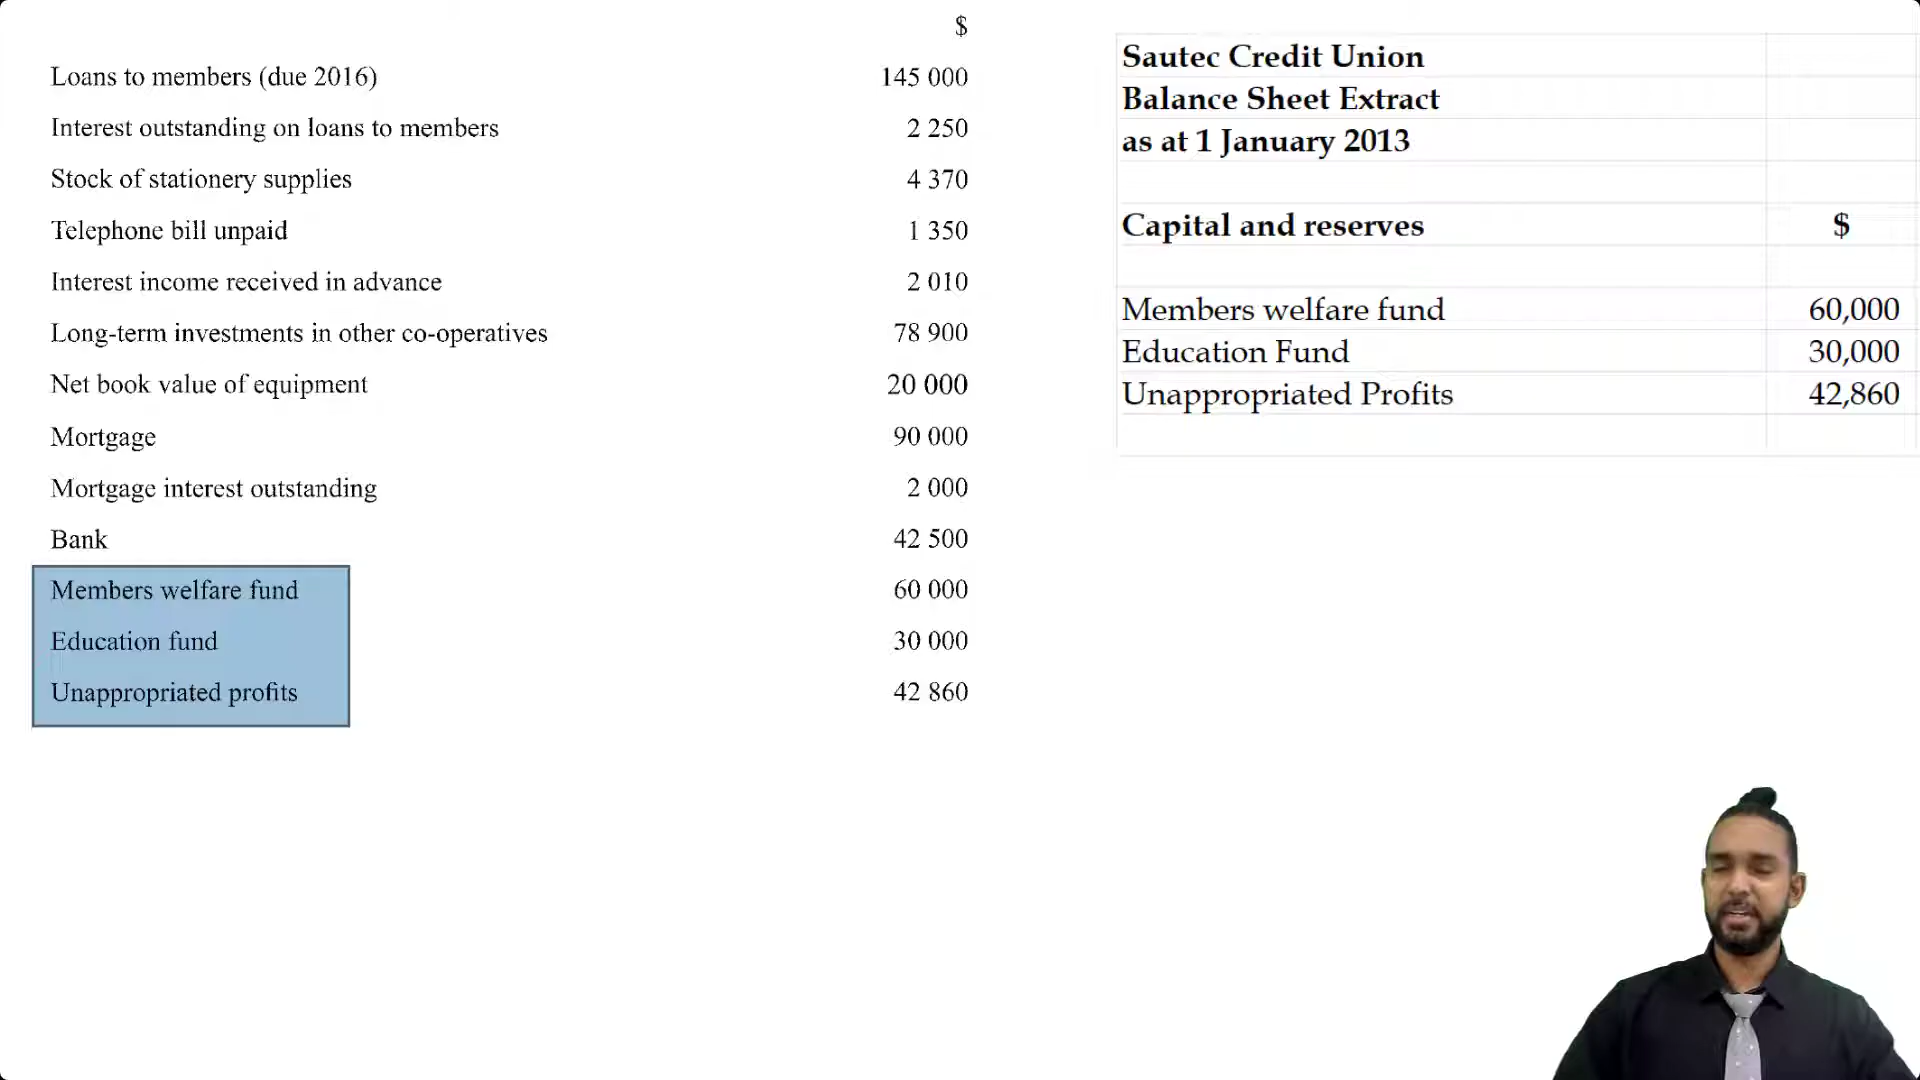 $
Loans to members (due 2016) 145 000
Interest outstanding on loans to members 2 250
Stock of stationery supplies 4 370
Telephone bill unpaid 1 350
Interest income received in advance 2 010
Long-term investments in other co-operatives 78 900
Net book value of equipment 20 000
Mortgage 90 000
Mortgage interest outstanding 2 000
Bank 42 500
Members welfare fund 60 000
Education fund 30 000
Unappropriated profits 42 860
Sautec Credit Union
Balance Sheet Extract
as at 1 January 2013
Capital and reserves $
Members welfare fund 60,000
Education Fund 30,000
Unappropriated Profits 42,860